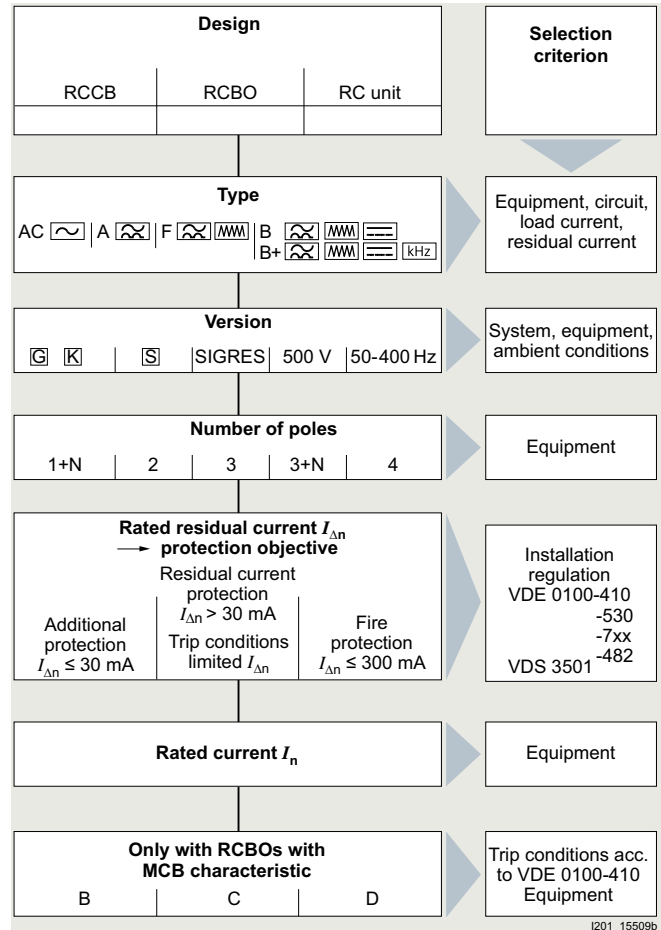 Design
Selection
criterion
RCCB RCBO RC unit
Type
AC A F B
B+ kHz
Equipment, circuit,
load current,
residual current
Version
G K S SIGRES 500 V 50-400 Hz
System, equipment,
ambient conditions
Number of poles
1+N 2 3 3+N 4
Equipment
Rated residual current IΔn
→ protection objective
Residual current
protection
IΔn > 30 mA
Trip conditions
limited IΔn
Additional
protection
IΔn ≤ 30 mA
Fire
protection
IΔn ≤ 300 mA
Installation
regulation
VDE 0100-410
-530
-7xx
-482
VDS 3501
Rated current In
Equipment
Only with RCBOs with
MCB characteristic
B C D
Trip conditions acc.
to VDE 0100-410
Equipment
I201_15509b